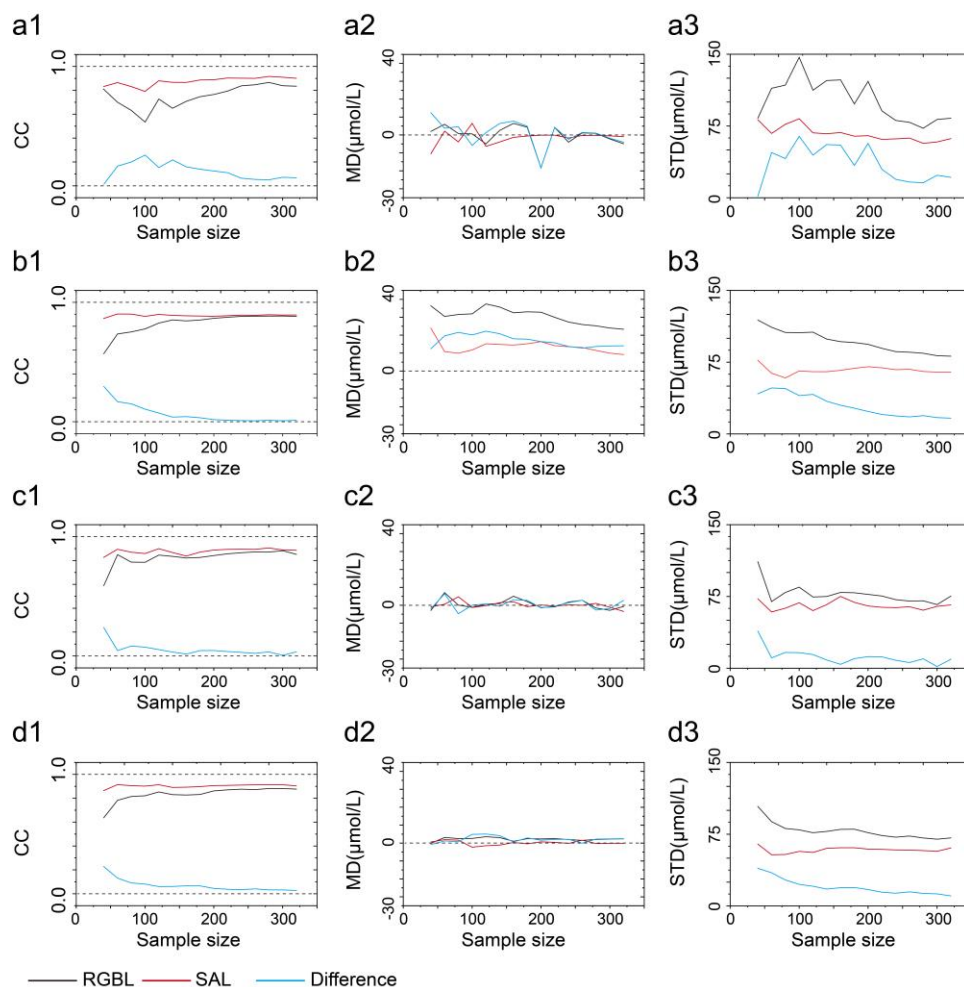 a1
a2
a3
1.0
0.0
CC
0
100
200
300
Sample size
40
0
-30
MD(μmol/L)
0
100
200
300
Sample size
150
75
0
STD(μmol/L)
0
100
200
300
Sample size
b1
b2
b3
1.0
0.0
CC
0
100
200
300
Sample size
40
0
-30
MD(μmol/L)
0
100
200
300
Sample size
150
75
0
STD(μmol/L)
0
100
200
300
Sample size
c1
c2
c3
1.0
0.0
CC
0
100
200
300
Sample size
40
0
-30
MD(μmol/L)
0
100
200
300
Sample size
150
75
0
STD(μmol/L)
0
100
200
300
Sample size
d1
d2
d3
1.0
0.0
CC
0
100
200
300
Sample size
40
0
-30
MD(μmol/L)
0
100
200
300
Sample size
150
75
0
STD(μmol/L)
0
100
200
300
Sample size
RGBL
SAL
Difference